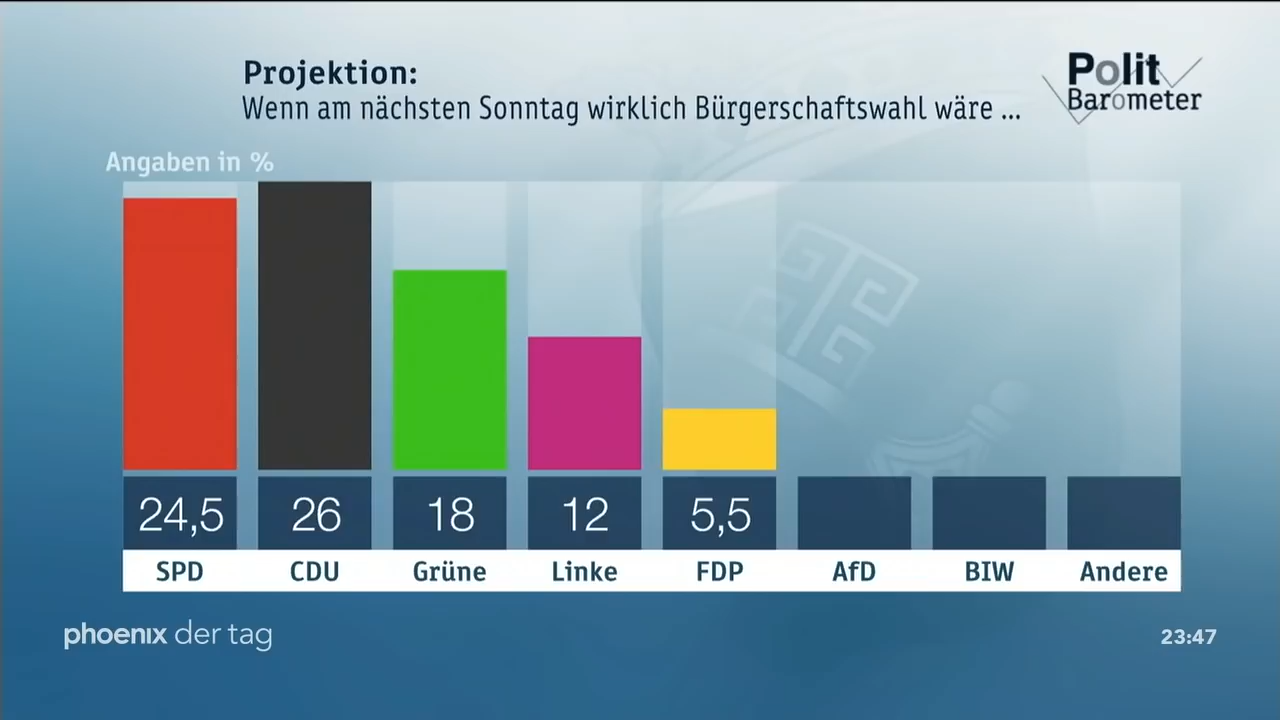 Projektion:
Wenn am nächsten Sonntag wirklich Bürgerschaftswahl wäre ...
Polit
Barometer
Angaben in %
24,5 26 18 12 5,5
SPD CDU Grüne Linke FDP AfD BIW Andere
phoenix der tag
23:47